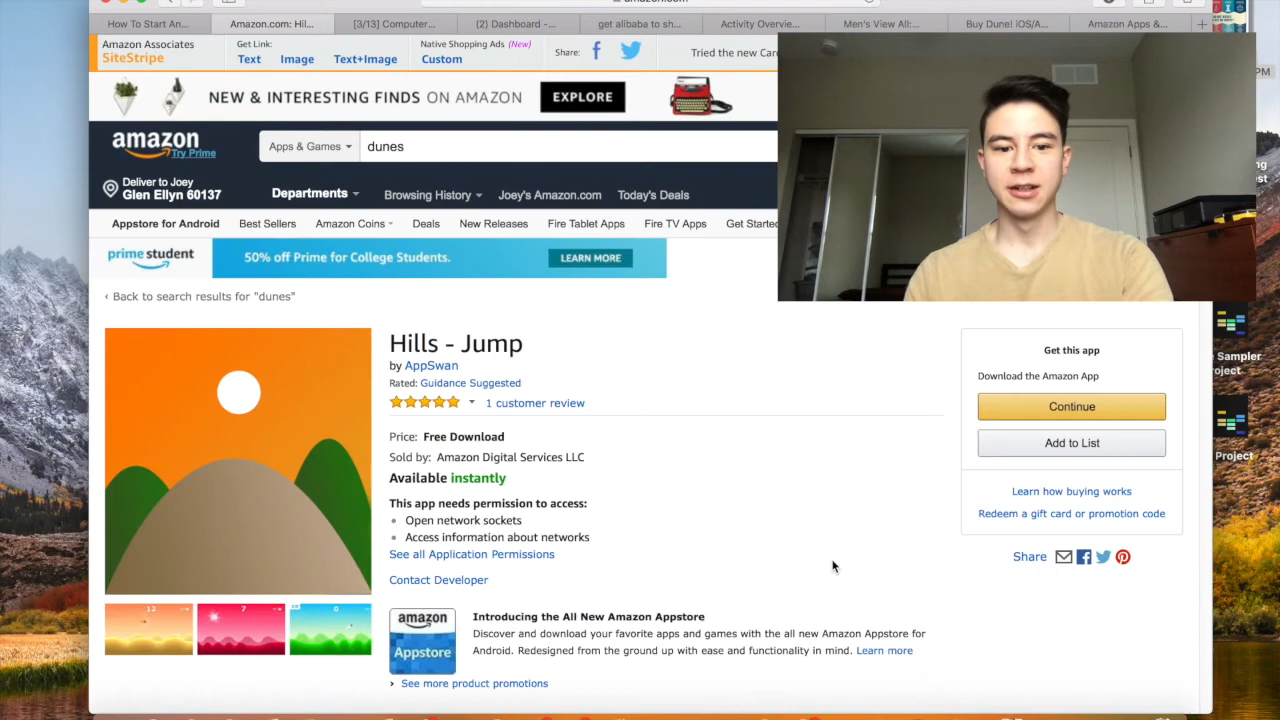 How To Start An...
Amazon.com: Hil...
[3/13] Computer...
(2) Dashboard -...
get alibaba to sh...
Activity Overvie...
Men's View All:...
Buy Dune! iOS/A...
Amazon Apps &...
Amazon Associates
SiteStripe
Get Link:
Text Image Text+Image
Native Shopping Ads (New)
Custom
Share:
Tried the new Car
NEW & INTERESTING FINDS ON AMAZON EXPLORE
PM
amazon
Try Prime
Apps & Games
dunes
Deliver to Joey
Glen Ellyn 60137
Departments Browsing History Joey's Amazon.com Today's Deals
Appstore for Android Best Sellers Amazon Coins Deals New Releases Fire Tablet Apps Fire TV Apps Get Started
prime student
50% off Prime for College Students. LEARN MORE
‹ Back to search results for "dunes"
Hills - Jump
by AppSwan
Rated: Guidance Suggested
1 customer review
Price: Free Download
Sold by: Amazon Digital Services LLC
Available instantly
This app needs permission to access:
Open network sockets
Access information about networks
See all Application Permissions
Contact Developer
12
7
0
amazon
Appstore
Introducing the All New Amazon Appstore
Discover and download your favorite apps and games with the all new Amazon Appstore for
Android. Redesigned from the ground up with ease and functionality in mind. Learn more
› See more product promotions
Get this app
Download the Amazon App
Continue
Add to List
Learn how buying works
Redeem a gift card or promotion code
Share
Sampler
Project